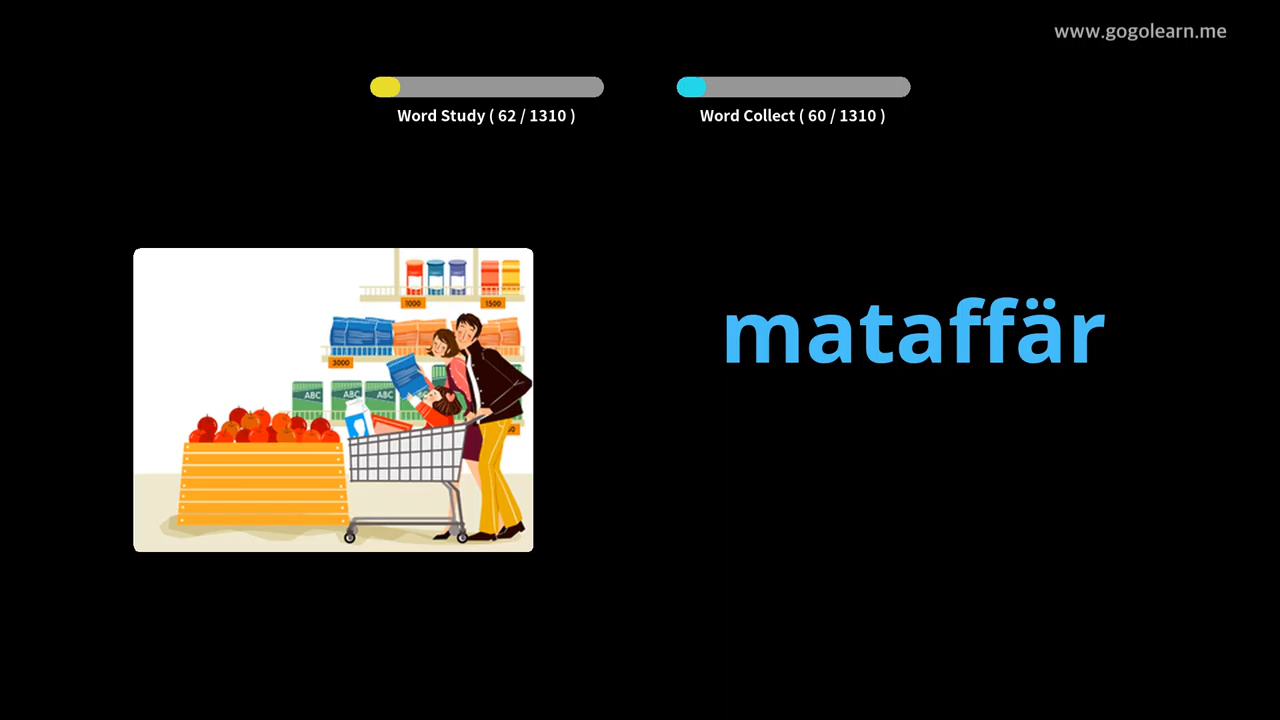 www.gogolearn.me
Word Study ( 62 / 1310 )
Word Collect ( 60 / 1310 )
mataffär
1000
1500
3000
ABC
ABC
ABC